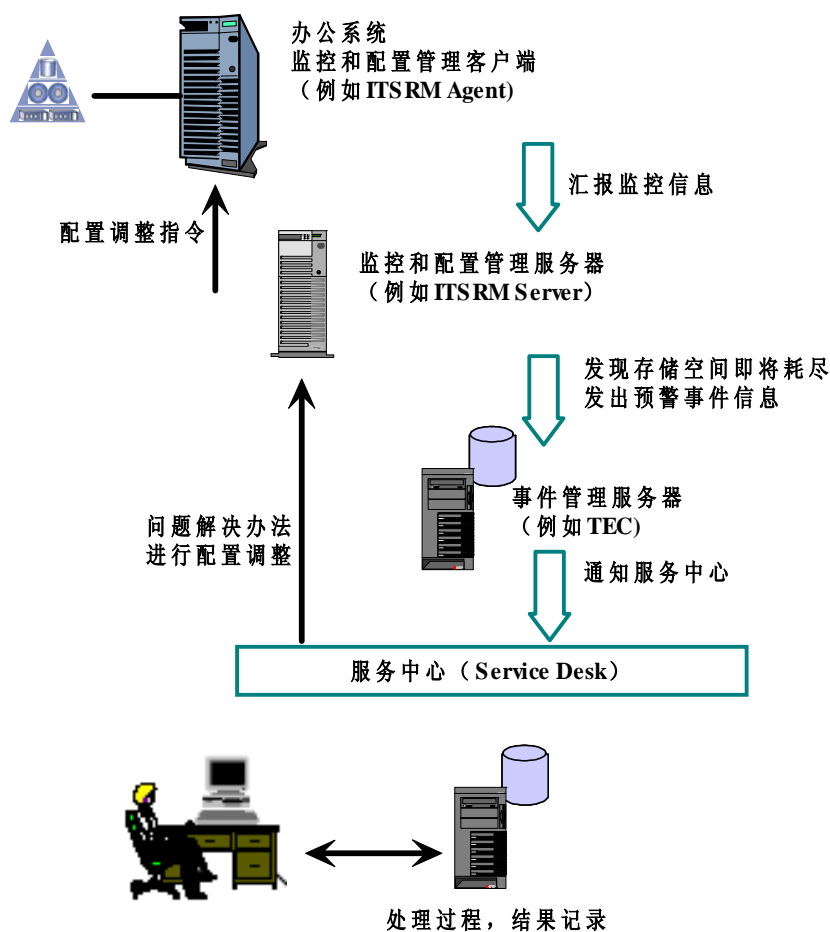 办公系统
监控和配置管理客户端
（例如ITSRM Agent)
汇报监控信息
配置调整指令
监控和配置管理服务器
（例如ITSRM Server）
发现存储空间即将耗尽
发出预警事件信息
事件管理服务器
（例如TEC)
问题解决办法
进行配置调整
通知服务中心
服务中心（Service Desk）
处理过程，结果记录